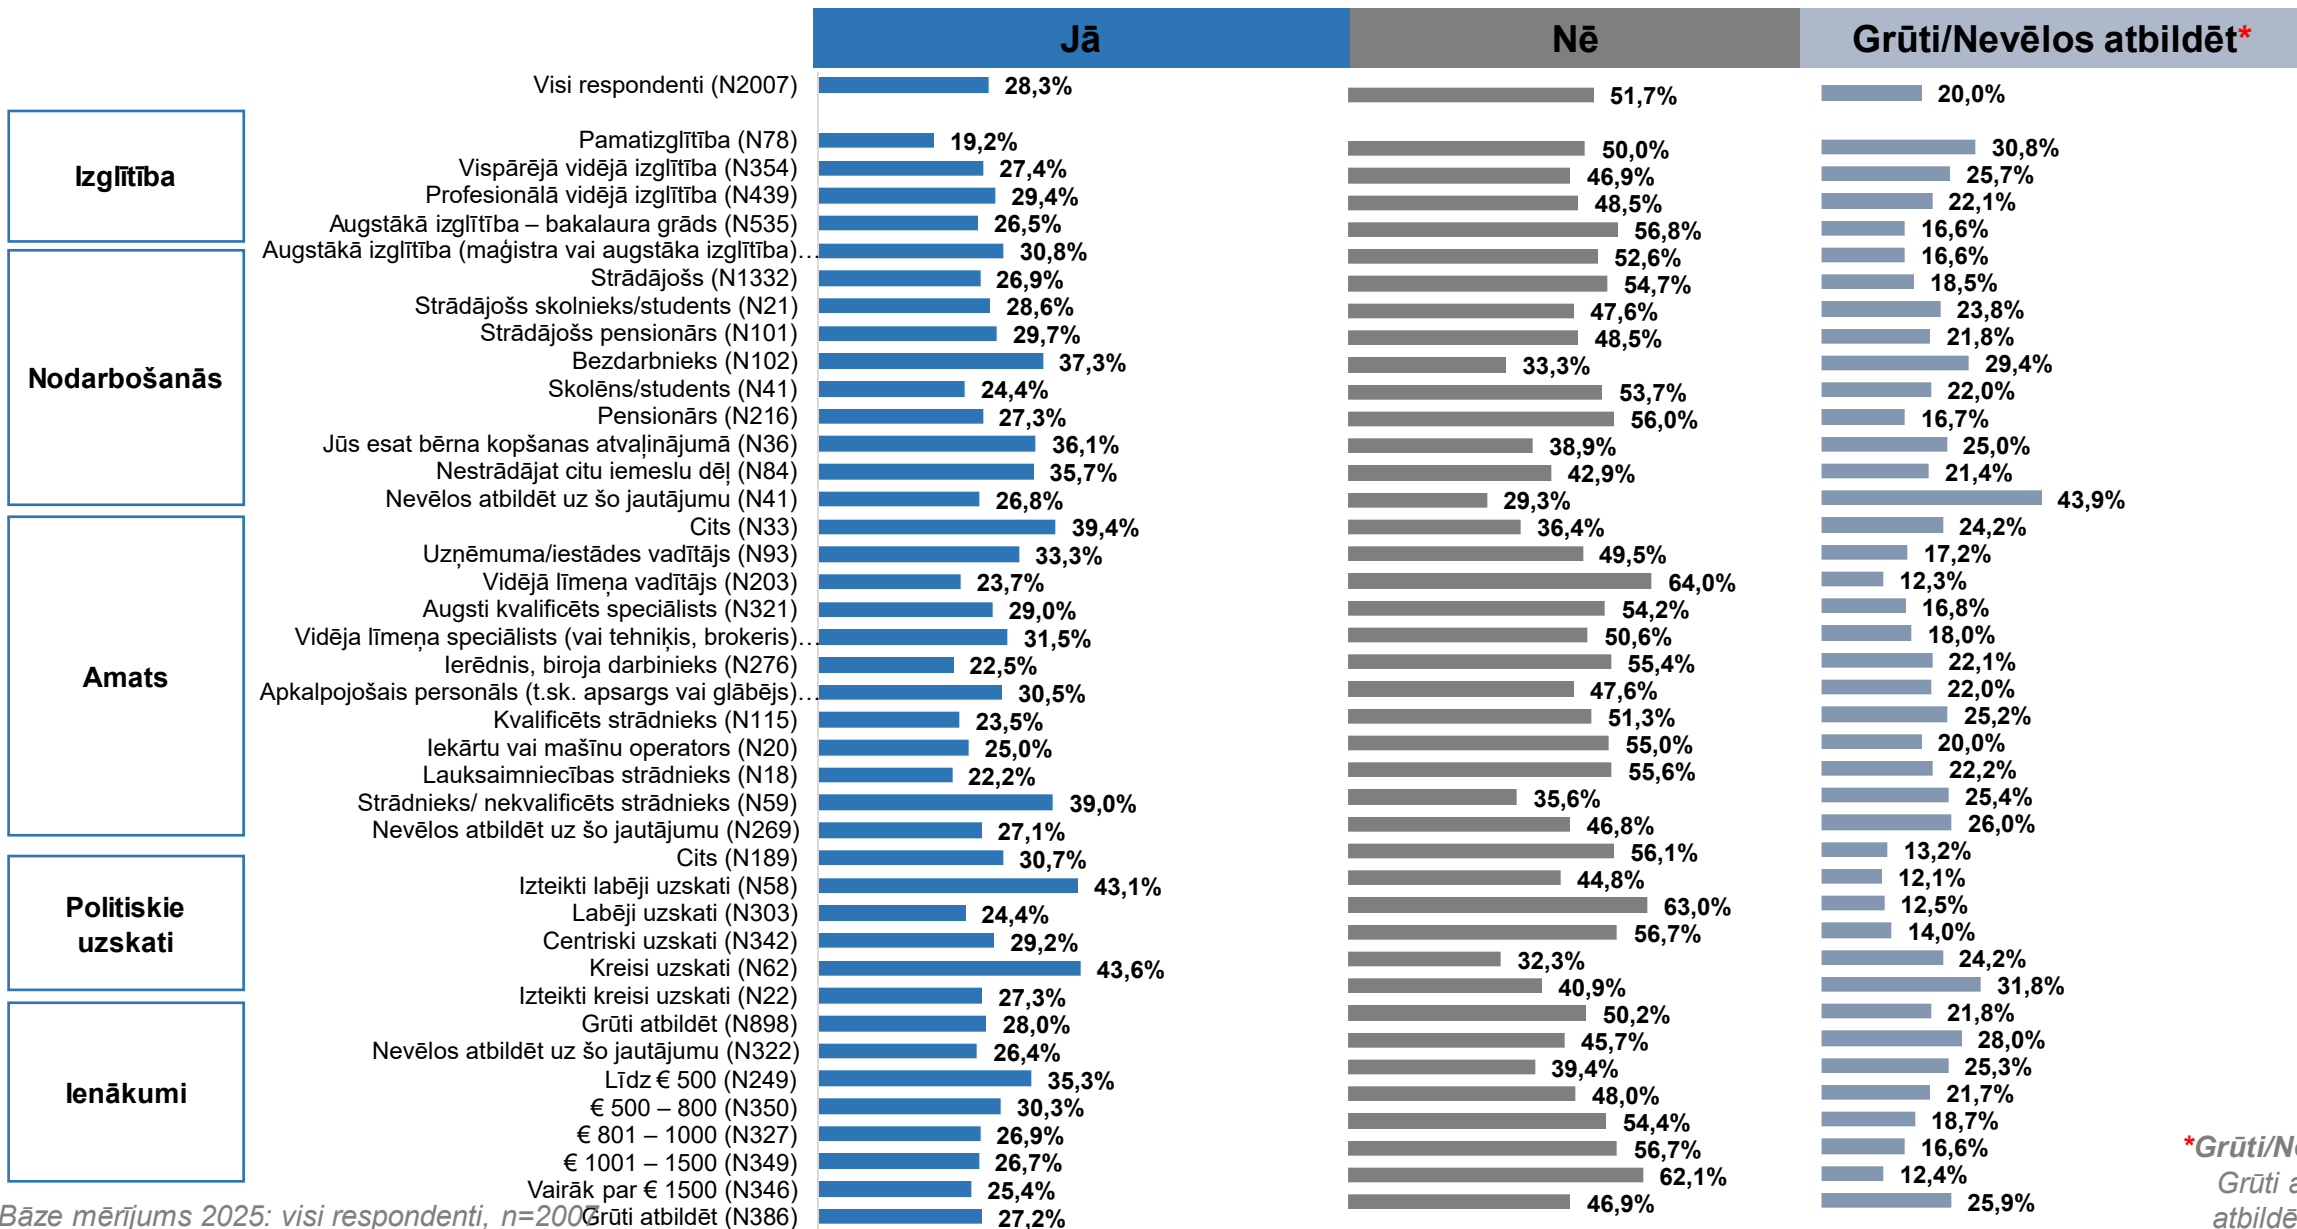 Jā Nē Grūti/Nevēlos atbildēt*
Visi respondenti (N2007) 28,3% 51,7% 20,0%
Izglītība
Pamatizglītība (N78) 19,2% 50,0% 30,8%
Vispārējā vidējā izglītība (N354) 27,4% 46,9% 25,7%
Profesionālā vidējā izglītība (N439) 29,4% 48,5% 22,1%
Augstākā izglītība – bakalaura grāds (N535) 26,5% 56,8% 16,6%
Augstākā izglītība (maģistra vai augstāka izglītība)… 30,8% 52,6% 16,6%
Nodarbošanās
Strādājošs (N1332) 26,9% 54,7% 18,5%
Strādājošs skolnieks/students (N21) 28,6% 47,6% 23,8%
Strādājošs pensionārs (N101) 29,7% 48,5% 21,8%
Bezdarbnieks (N102) 37,3% 33,3% 29,4%
Skolēns/students (N41) 24,4% 53,7% 22,0%
Pensionārs (N216) 27,3% 56,0% 16,7%
Jūs esat bērna kopšanas atvaļinājumā (N36) 36,1% 38,9% 25,0%
Nestrādājat citu iemeslu dēļ (N84) 35,7% 42,9% 21,4%
Nevēlos atbildēt uz šo jautājumu (N41) 26,8% 29,3% 43,9%
Cits (N33) 39,4% 36,4% 24,2%
Amats
Uzņēmuma/iestādes vadītājs (N93) 33,3% 49,5% 17,2%
Vidējā līmeņa vadītājs (N203) 23,7% 64,0% 12,3%
Augsti kvalificēts speciālists (N321) 29,0% 54,2% 16,8%
Vidēja līmeņa speciālists (vai tehniķis, brokeris)… 31,5% 50,6% 18,0%
Ierēdnis, biroja darbinieks (N276) 22,5% 55,4% 22,1%
Apkalpojošais personāls (t.sk. apsargs vai glābējs)… 30,5% 47,6% 22,0%
Kvalificēts strādnieks (N115) 23,5% 51,3% 25,2%
Iekārtu vai mašīnu operators (N20) 25,0% 55,0% 20,0%
Lauksaimniecības strādnieks (N18) 22,2% 55,6% 22,2%
Strādnieks/ nekvalificēts strādnieks (N59) 39,0% 35,6% 25,4%
Nevēlos atbildēt uz šo jautājumu (N269) 27,1% 46,8% 26,0%
Cits (N189) 30,7% 56,1% 13,2%
Politiskie
uzskati
Izteikti labēji uzskati (N58) 43,1% 44,8% 12,1%
Labēji uzskati (N303) 24,4% 63,0% 12,5%
Centriski uzskati (N342) 29,2% 56,7% 14,0%
Kreisi uzskati (N62) 43,6% 32,3% 24,2%
Izteikti kreisi uzskati (N22) 27,3% 40,9% 31,8%
Grūti atbildēt (N898) 28,0% 50,2% 21,8%
Nevēlos atbildēt uz šo jautājumu (N322) 26,4% 45,7% 28,0%
Ienākumi
Līdz € 500 (N249) 35,3% 39,4% 25,3%
€ 500 – 800 (N350) 30,3% 48,0% 21,7%
€ 801 – 1000 (N327) 26,9% 54,4% 18,7%
€ 1001 – 1500 (N349) 26,7% 56,7% 16,6%
Vairāk par € 1500 (N346) 25,4% 62,1% 12,4%
Grūti atbildēt (N386) 27,2% 46,9% 25,9%
Bāze mērījums 2025: visi respondenti, n=2007
*Grūti/Ne
Grūti a
atbildē